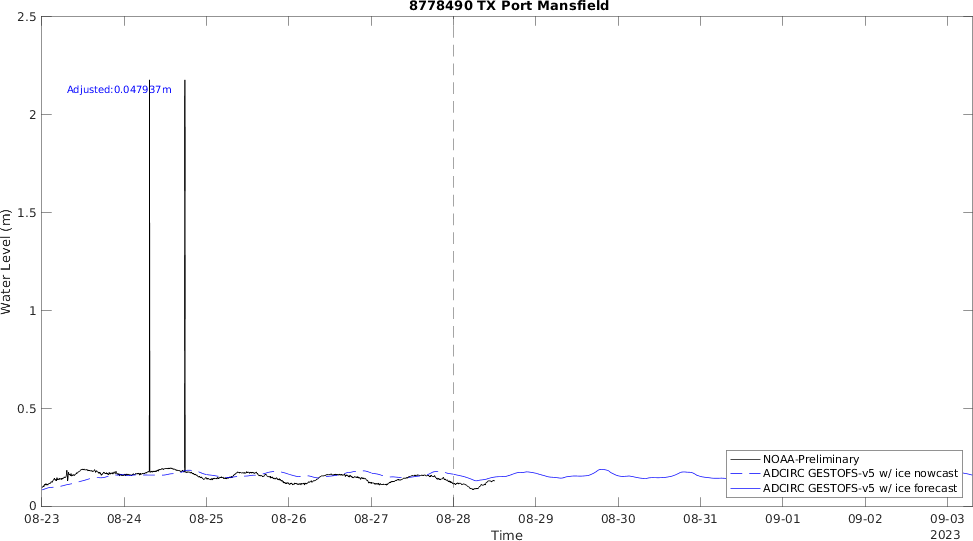 8778490 TX Port Mansfield
2.5
2
1.5
1
0.5
0
Water Level (m)
Adjusted:0.047937m
NOAA-Preliminary
ADCIRC GESTOFS-v5 w/ ice nowcast
ADCIRC GESTOFS-v5 w/ ice forecast
08-23 08-24 08-25 08-26 08-27 08-28 08-29 08-30 08-31 09-01 09-02 09-03
Time
2023